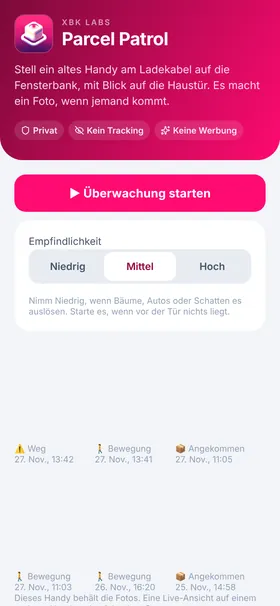 XBK LABS
Parcel Patrol
Stell ein altes Handy am Ladekabel auf die
Fensterbank, mit Blick auf die Haustür. Es macht
ein Foto, wenn jemand kommt.
Privat Kein Tracking Keine Werbung
▶ Überwachung starten
Empfindlichkeit
Niedrig Mittel Hoch
Nimm Niedrig, wenn Bäume, Autos oder Schatten es
auslösen. Starte es, wenn vor der Tür nichts liegt.
⚠️ Weg 🚶 Bewegung 📦 Angekommen
27. Nov., 13:42 27. Nov., 13:41 27. Nov., 11:05
🚶 Bewegung 🚶 Bewegung 📦 Angekommen
27. Nov., 11:03 26. Nov., 16:20 25. Nov., 14:58
Dieses Handy behält die Fotos. Eine Live-Ansicht auf einem